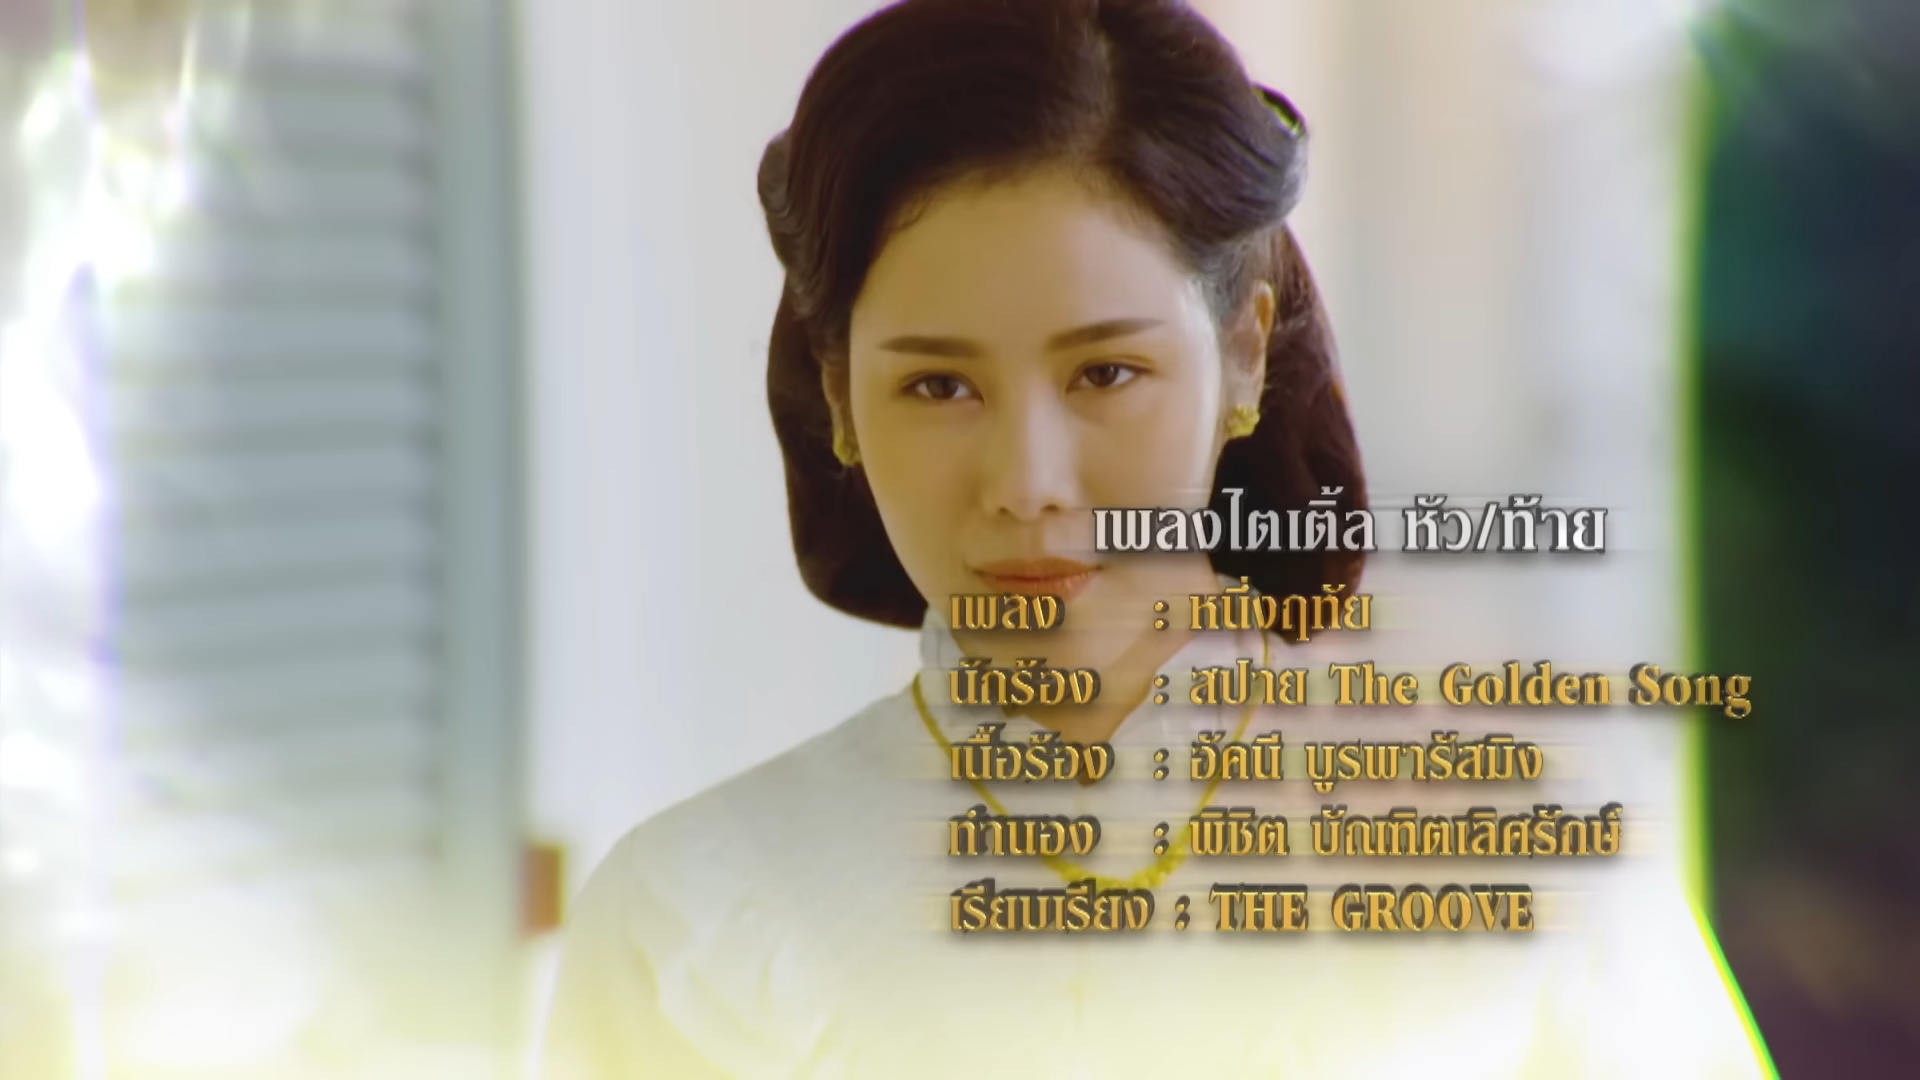 เพลงไตเติ้ล หัว/ท้าย
เพลง : หนึ่งฤทัย
นักร้อง : สปาย The Golden Song
เนื้อร้อง : อัคนี บูรพารัสมิง
ทำนอง : พิชิต บัณฑิตเลิศรักษ์
เรียบเรียง : THE GROOVE